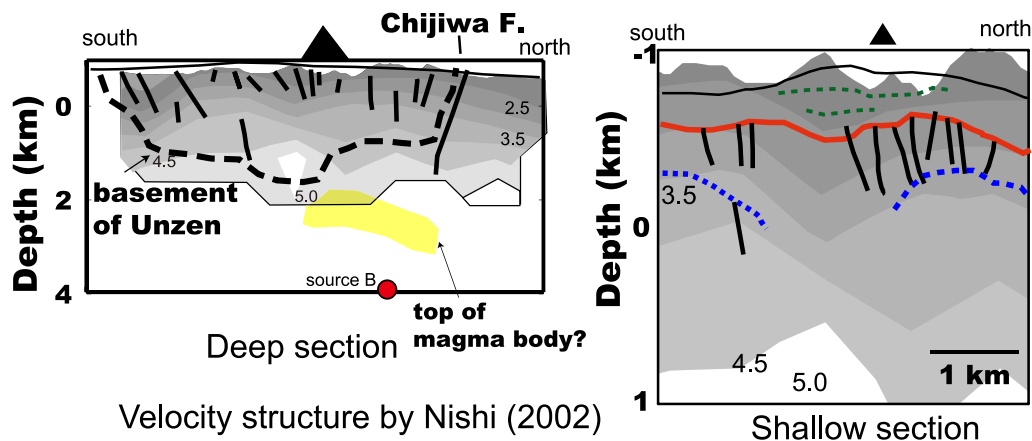 Chijiwa F.
south
north
Depth (km)
0
2
4
2.5
3.5
4.5
5.0
basement
of Unzen
source B
top of
magma body?
Deep section
south
north
Depth (km)
-1
0
1
3.5
4.5
5.0
1 km
Shallow section
Velocity structure by Nishi (2002)